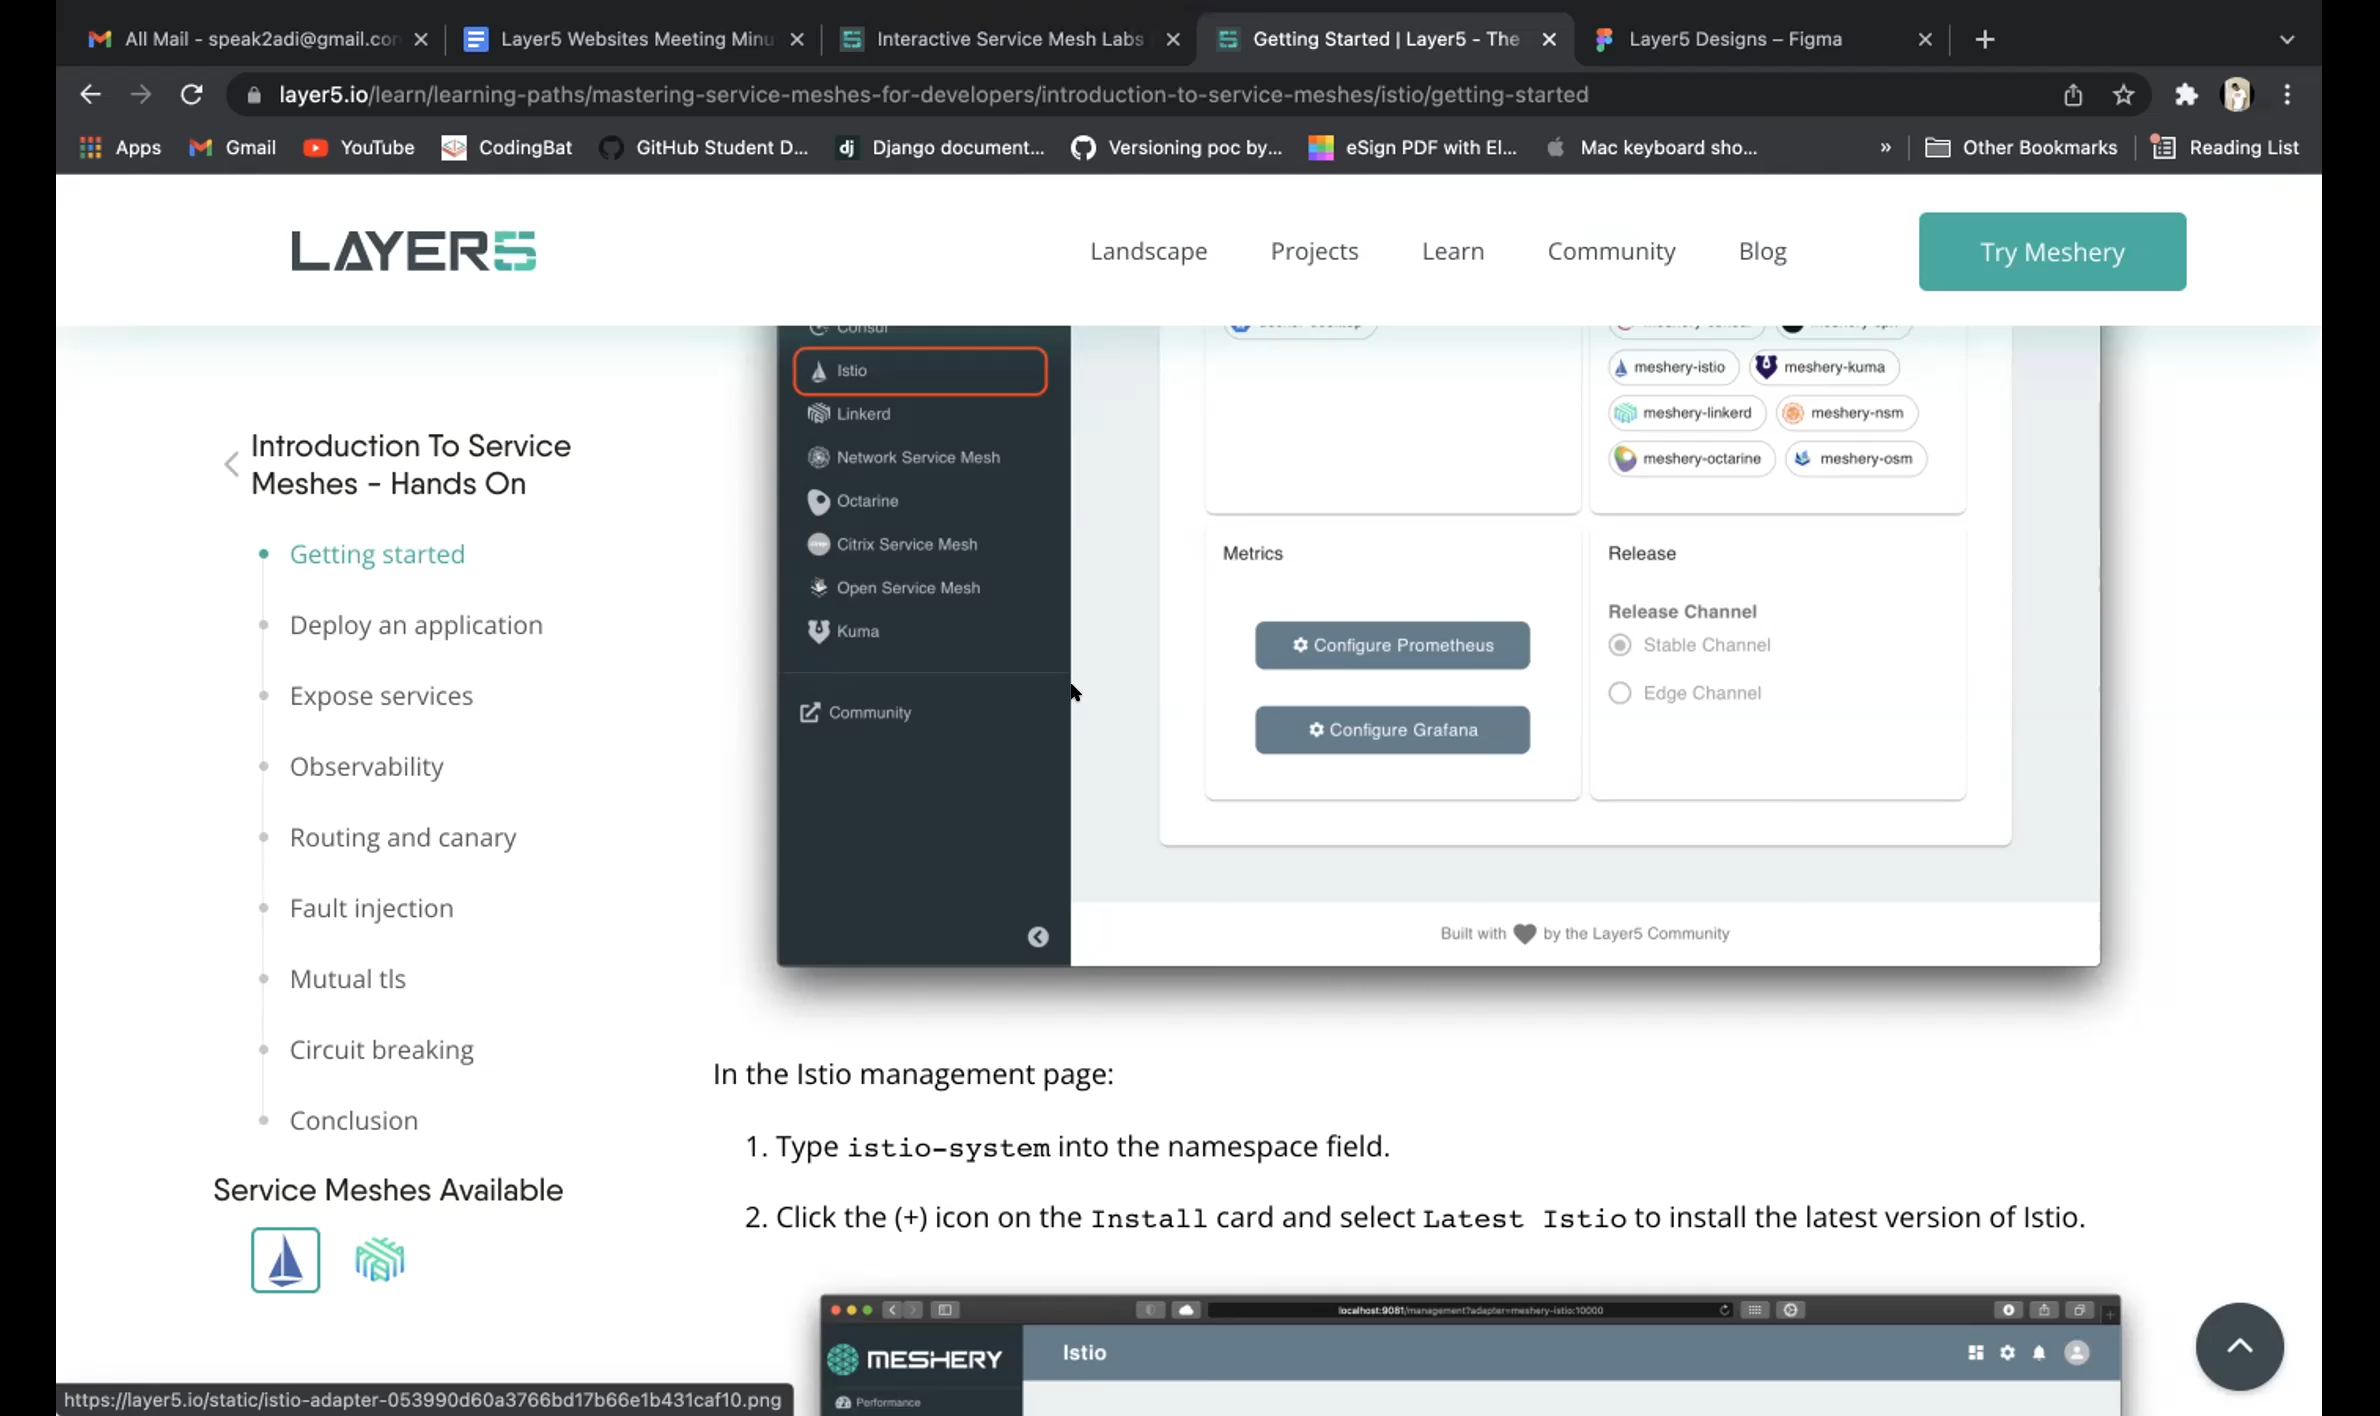 All Mail - speak2adi@gmail.com
Layer5 Websites Meeting Minu
Interactive Service Mesh Labs
Getting Started | Layer5 - The
Layer5 Designs – Figma
layer5.io/learn/learning-paths/mastering-service-meshes-for-developers/introduction-to-service-meshes/istio/getting-started
Apps
Gmail
YouTube
CodingBat
GitHub Student D...
dj Django document...
Versioning poc by...
eSign PDF with El...
Mac keyboard sho...
»
Other Bookmarks
Reading List
LAYER5
Landscape
Projects
Learn
Community
Blog
Try Meshery
Introduction To Service
Meshes - Hands On
Getting started
Deploy an application
Expose services
Observability
Routing and canary
Fault injection
Mutual tls
Circuit breaking
Conclusion
Service Meshes Available
Consul
Istio
Linkerd
Network Service Mesh
Octarine
Citrix Service Mesh
Open Service Mesh
Kuma
Community
meshery-istio
meshery-kuma
meshery-linkerd
meshery-nsm
meshery-octarine
meshery-osm
Metrics
Configure Prometheus
Configure Grafana
Release
Release Channel
Stable Channel
Edge Channel
Built with ♥ by the Layer5 Community
In the Istio management page:
1. Type istio-system into the namespace field.
2. Click the (+) icon on the Install card and select Latest Istio to install the latest version of Istio.
localhost:9081/management?adapter=meshery-istio:10000
MESHERY
Istio
Performance
https://layer5.io/static/istio-adapter-053990d60a3766bd17b66e1b431caf10.png